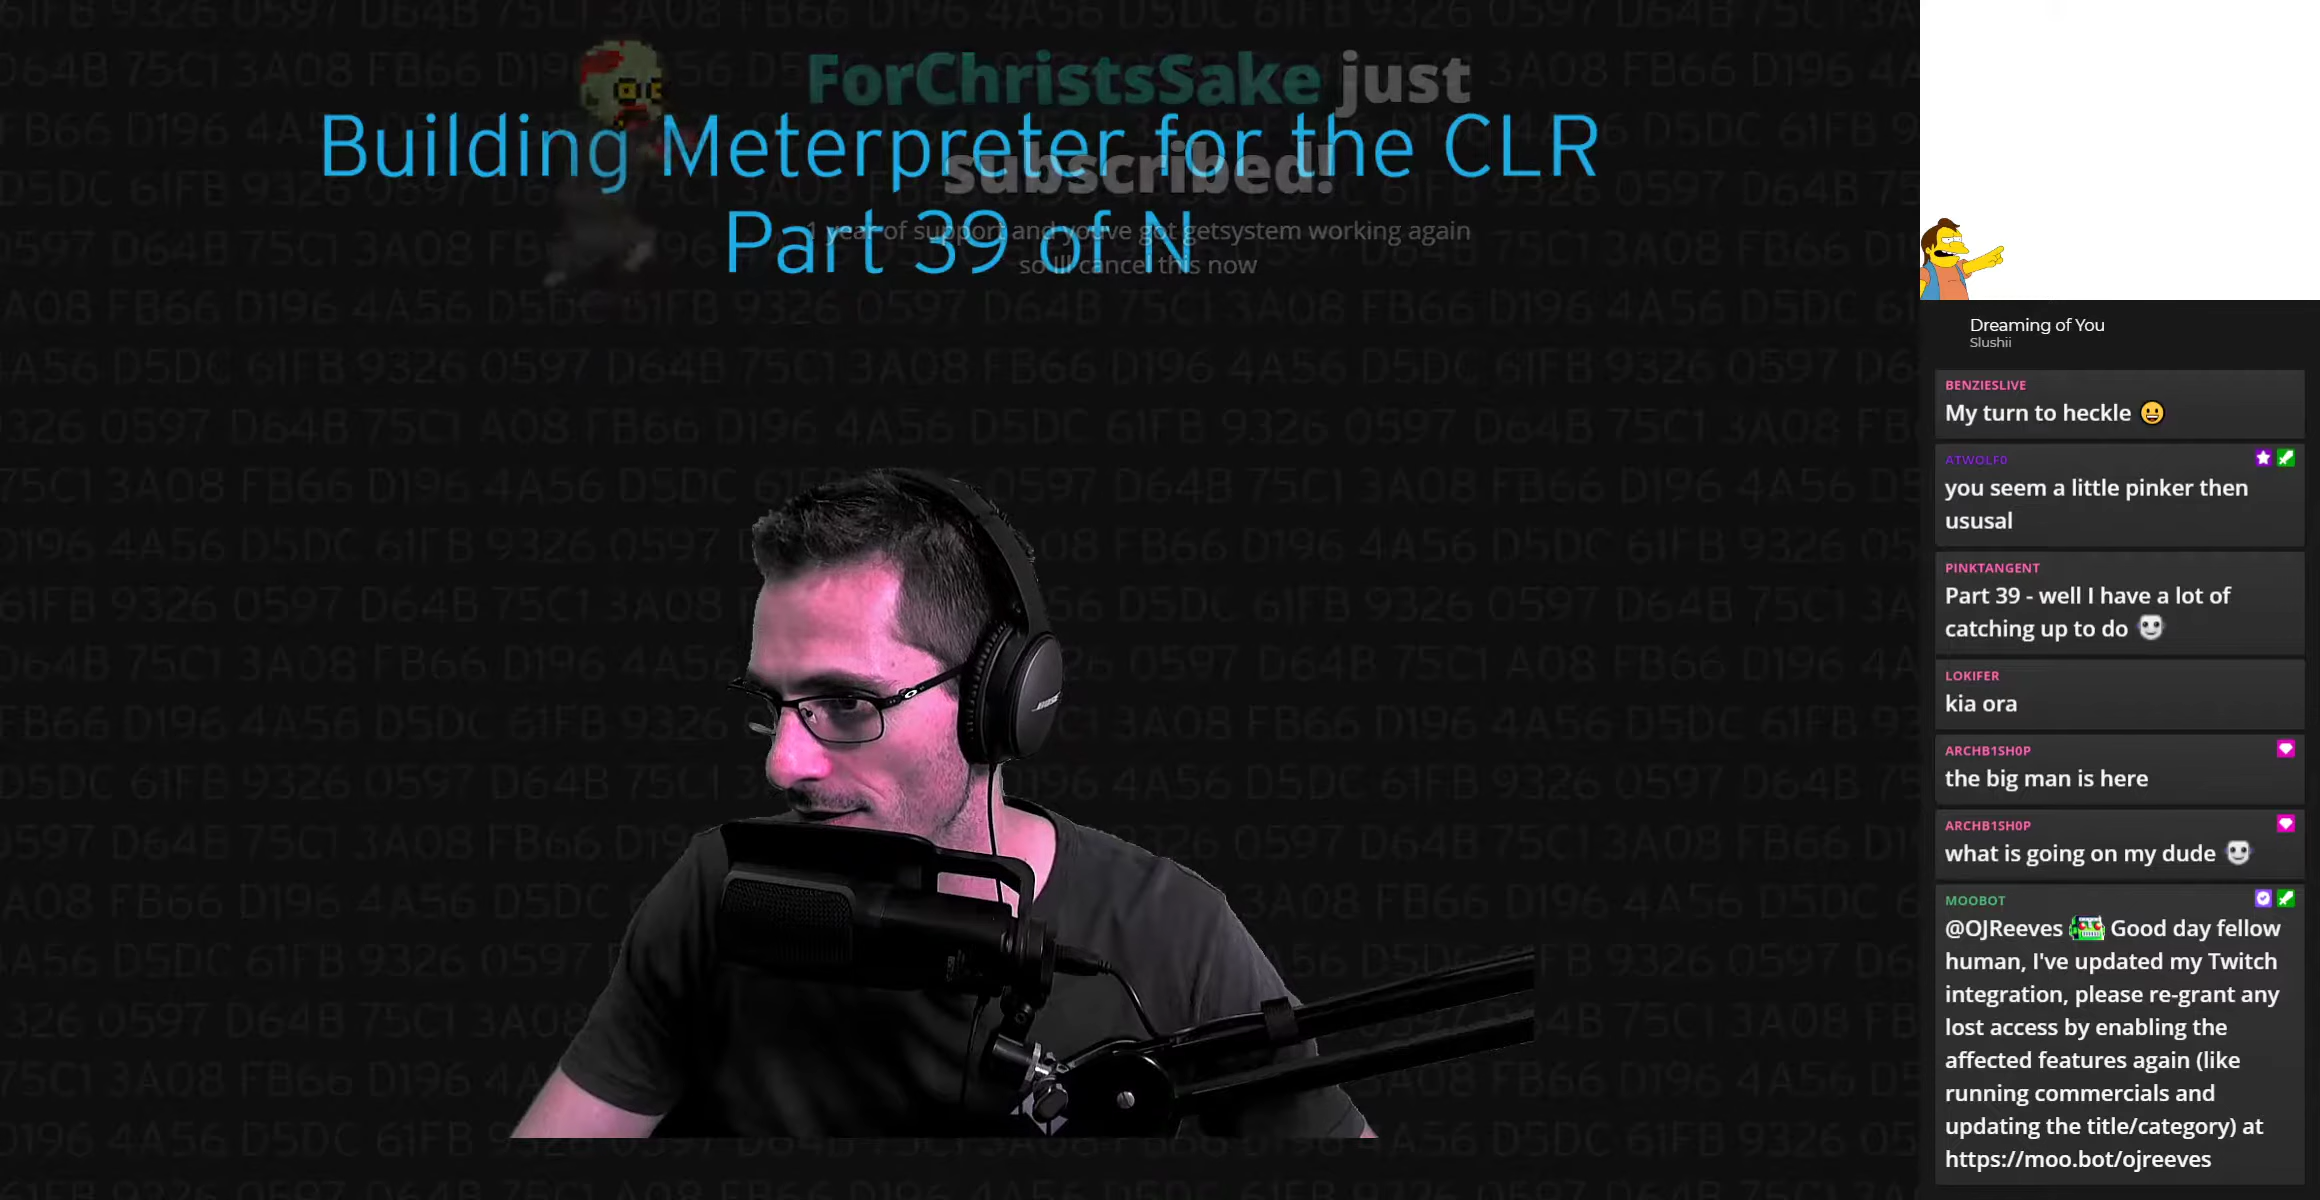 ForChristsSake just
subscribed!
1 year of support and youve got getsystem working again
so Ill cancel this now
Building Meterpreter for the CLR
Part 39 of N
Dreaming of You
Slushii
BENZIESLIVE
My turn to heckle 😀
ATWOLF0
you seem a little pinker then
ususal
PINKTANGENT
Part 39 - well I have a lot of
catching up to do
LOKIFER
kia ora
ARCHB1SH0P
the big man is here
ARCHB1SH0P
what is going on my dude
MOOBOT
@OJReeves Good day fellow
human, I've updated my Twitch
integration, please re-grant any
lost access by enabling the
affected features again (like
running commercials and
updating the title/category) at
https://moo.bot/ojreeves
BOSE